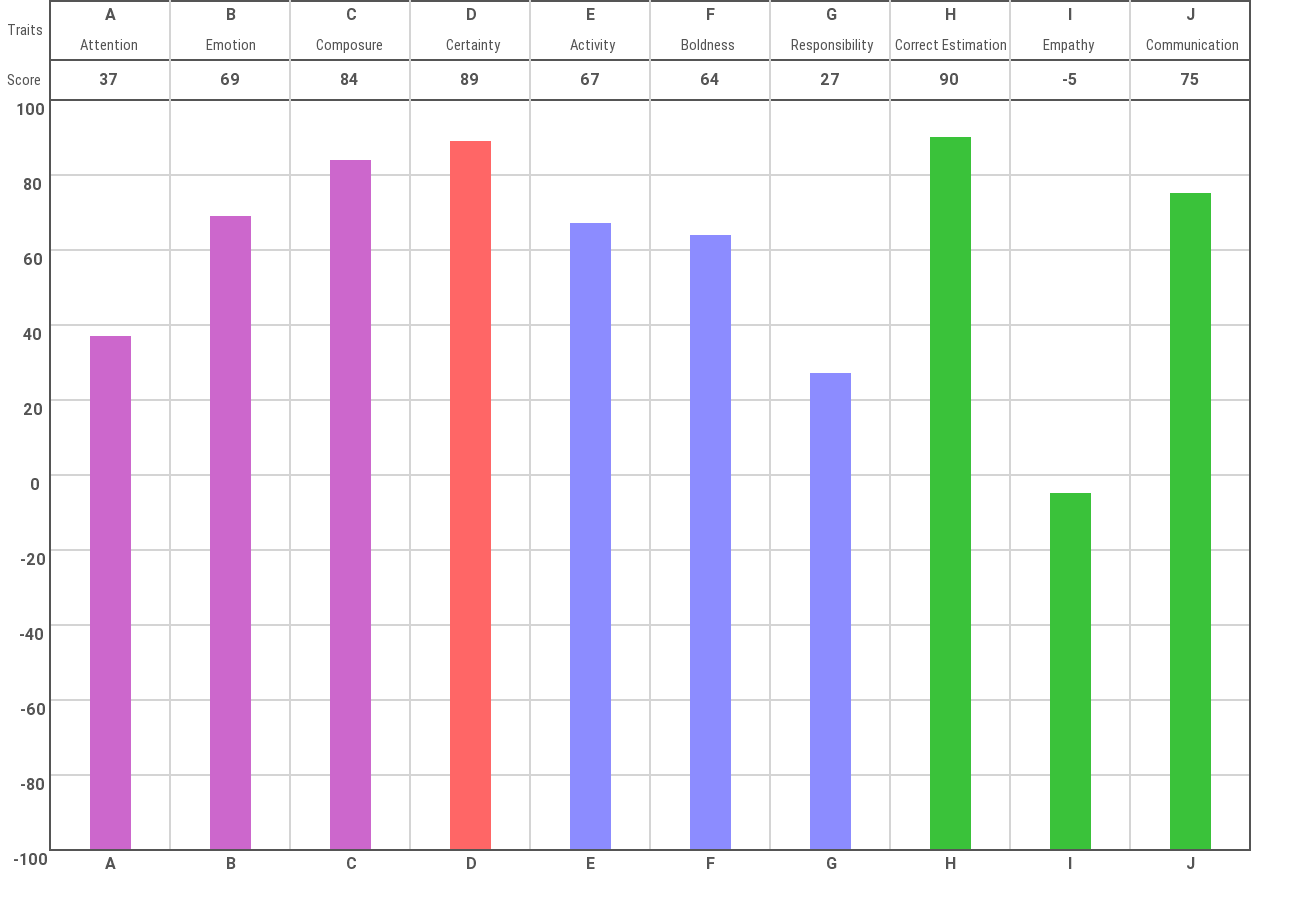 Traits
A B C D E F G H I J
Attention Emotion Composure Certainty Activity Boldness Responsibility Correct Estimation Empathy Communication
Score 37 69 84 89 67 64 27 90 -5 75
100
80
60
40
20
0
-20
-40
-60
-80
-100
A B C D E F G H I J